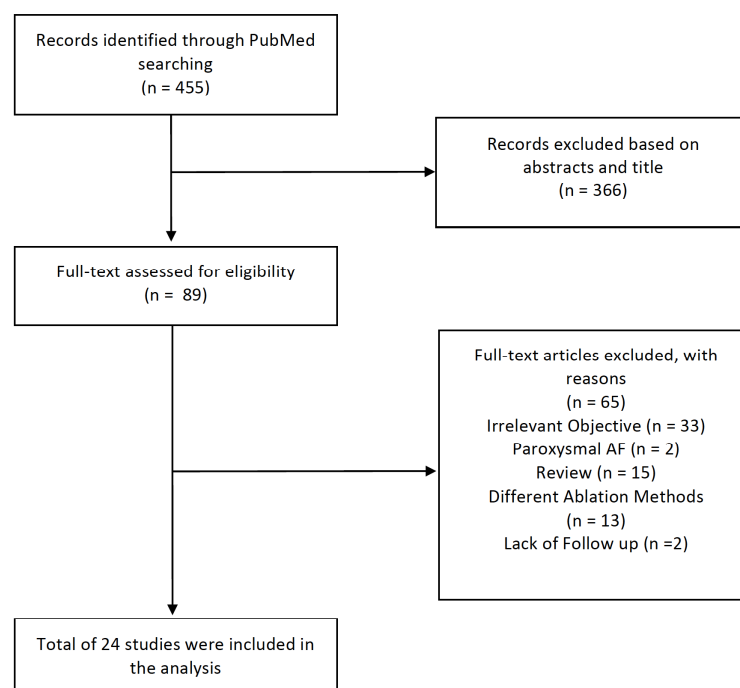 Records identified through PubMed
searching
(n = 455)
Records excluded based on
abstracts and title
(n = 366)
Full-text assessed for eligibility
(n =  89)
Full-text articles excluded, with
reasons
(n = 65)
Irrelevant Objective (n = 33)
Paroxysmal AF (n = 2)
Review (n = 15)
Different Ablation Methods
(n = 13)
Lack of Follow up (n =2)
Total of 24 studies were included in
the analysis